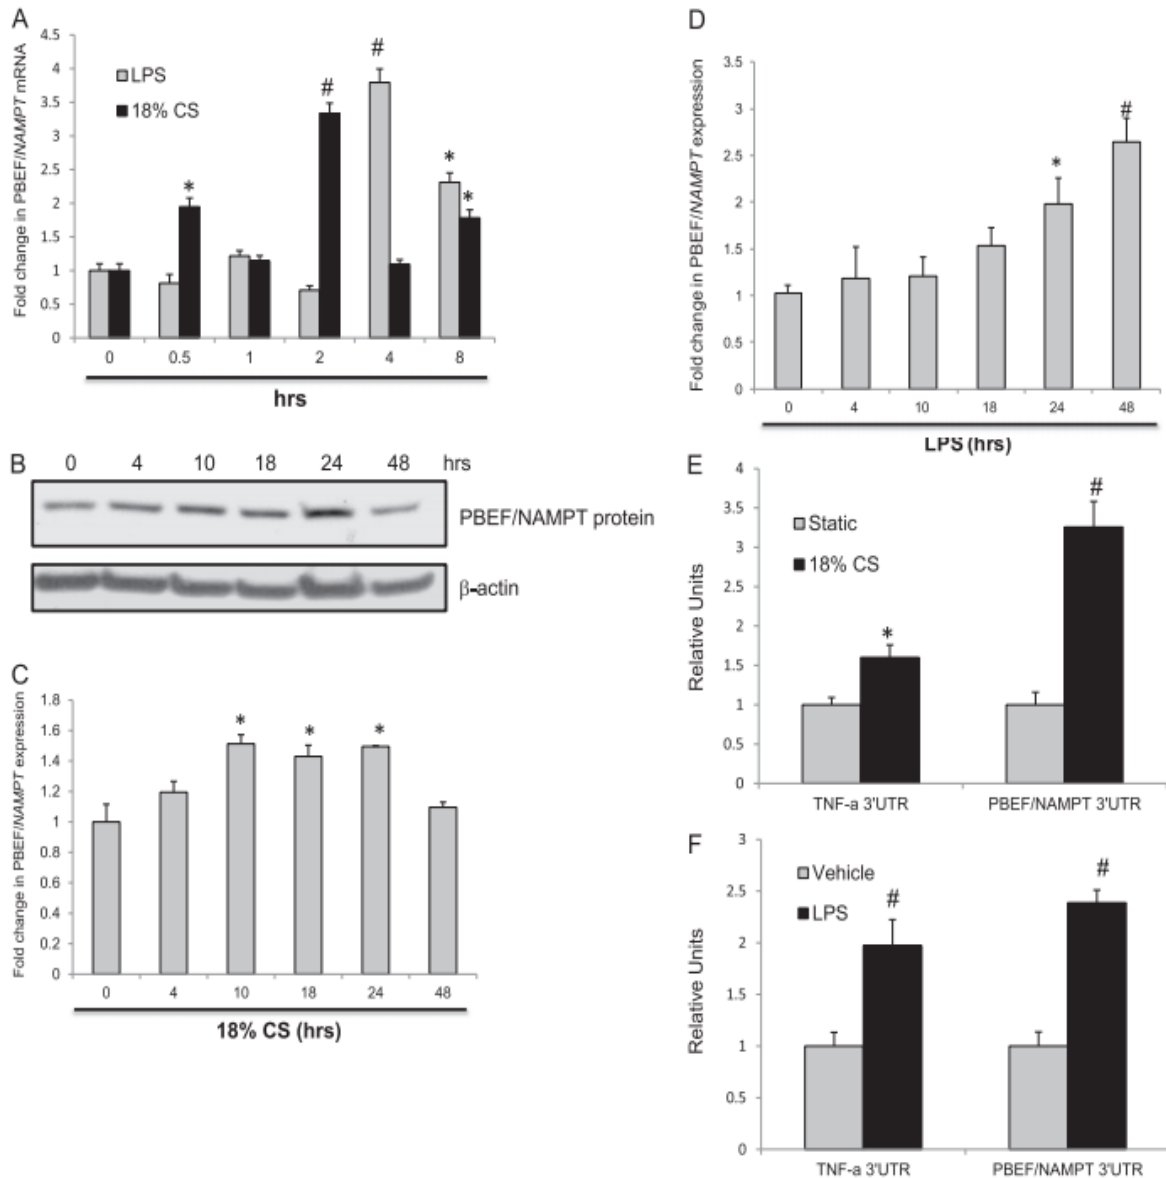 A
Fold change in PBEF/NAMPT mRNA
4.5
4
3.5
3
2.5
2
1.5
1
0.5
0
LPS
18% CS
*
#
#
*
*
0 0.5 1 2 4 8
hrs
B
0 4 10 18 24 48 hrs
PBEF/NAMPT protein
β-actin
C
Fold change in PBEF/NAMPT expression
1.8
1.6
1.4
1.2
1
0.8
0.6
0.4
0.2
0
* * *
0 4 10 18 24 48
18% CS (hrs)
D
Fold change in PBEF/NAMPT expression
3.5
3
2.5
2
1.5
1
0.5
0
*
#
0 4 10 18 24 48
LPS (hrs)
E
Relative Units
4
3.5
3
2.5
2
1.5
1
0.5
0
Static
18% CS
*
#
TNF-a 3'UTR PBEF/NAMPT 3'UTR
F
Relative Units
3
2.5
2
1.5
1
0.5
0
Vehicle
LPS
#
#
TNF-a 3'UTR PBEF/NAMPT 3'UTR